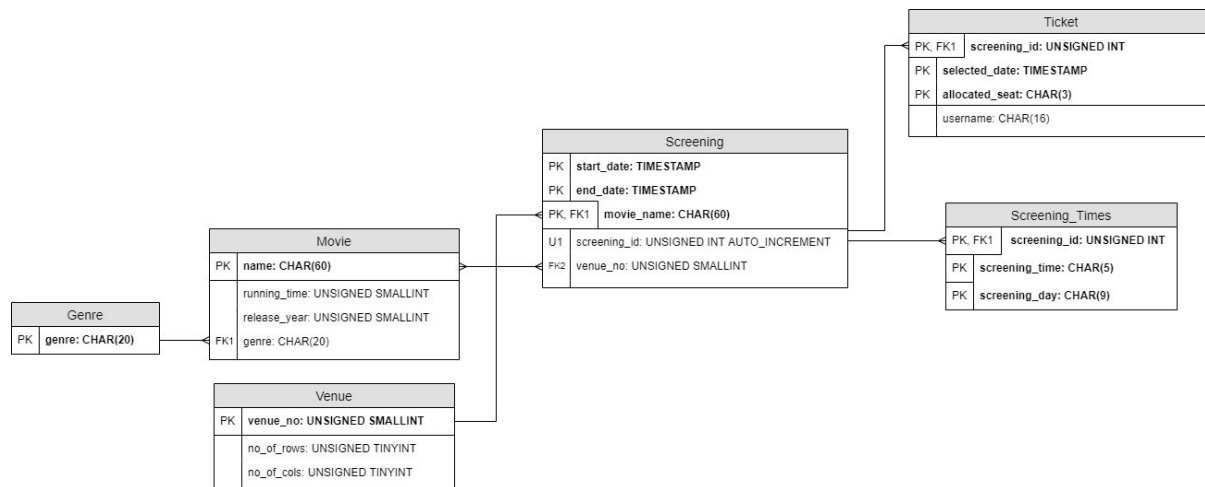 Genre
PK genre: CHAR(20)
Movie
PK name: CHAR(60)
running_time: UNSIGNED SMALLINT
release_year: UNSIGNED SMALLINT
FK1 genre: CHAR(20)
Venue
PK venue_no: UNSIGNED SMALLINT
no_of_rows: UNSIGNED TINYINT
no_of_cols: UNSIGNED TINYINT
Screening
PK start_date: TIMESTAMP
PK end_date: TIMESTAMP
PK, FK1 movie_name: CHAR(60)
U1 screening_id: UNSIGNED INT AUTO_INCREMENT
FK2 venue_no: UNSIGNED SMALLINT
Ticket
PK, FK1 screening_id: UNSIGNED INT
PK selected_date: TIMESTAMP
PK allocated_seat: CHAR(3)
username: CHAR(16)
Screening_Times
PK, FK1 screening_id: UNSIGNED INT
PK screening_time: CHAR(5)
PK screening_day: CHAR(9)